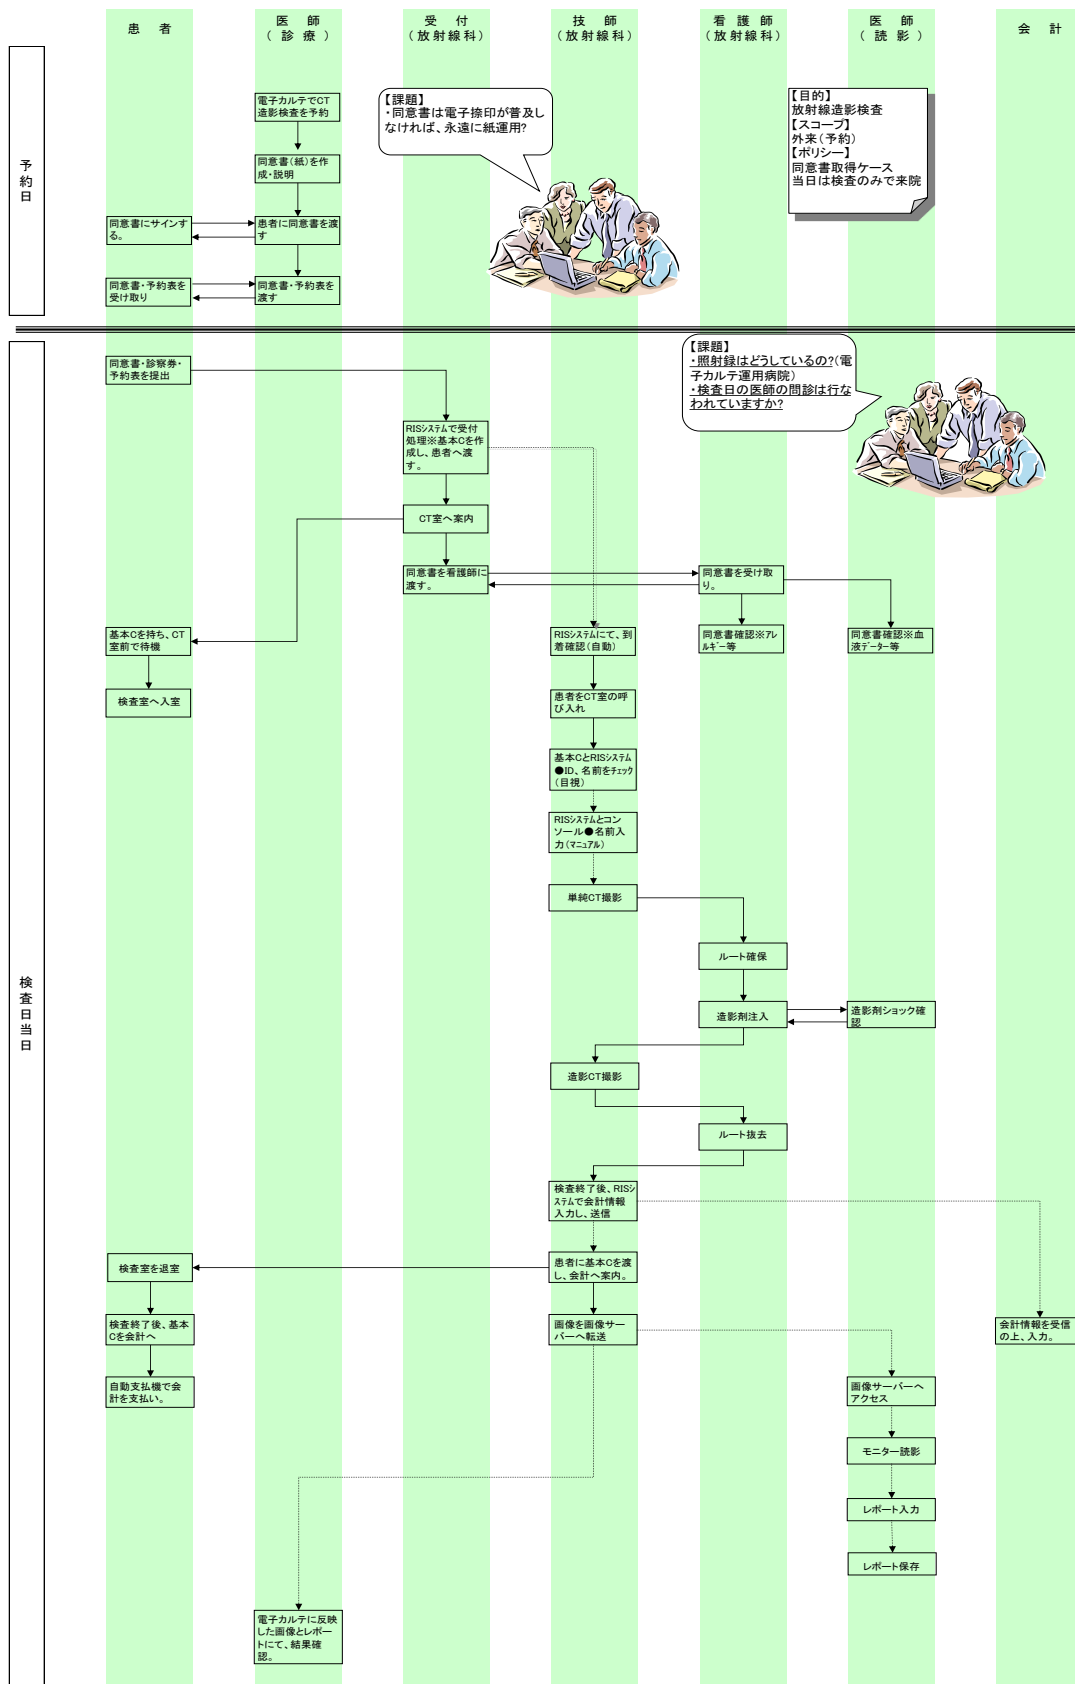 患　者
医　師
（ 診　療 ）
受　付
（放射線科）
技　師
（放射線科）
看　護　師
（放射線科）
医　師
（ 読　影 ）
会　計
予約日
電子カルテでCT
造影検査を予約
【課題】
・同意書は電子捺印が普及し
なければ、永遠に紙運用?
【目的】
放射線造影検査
【スコープ】
外来（予約）
【ポリシー】
同意書取得ケース
当日は検査のみで来院
同意書（紙）を作
成・説明
同意書にサインす
る。
患者に同意書を渡
す
同意書・予約表を
受け取り
同意書・予約表を
渡す
検査日当日
同意書・診察券・
予約表を提出
【課題】
・照射録はどうしているの?（電
子カルテ運用病院）
・検査日の医師の問診は行な
われていますか?
RISシステムで受付
処理※基本Cを作
成し、患者へ渡
す。
CT室へ案内
同意書を看護師に
渡す。
同意書を受け取
り。
基本Cを持ち、CT
室前で待機
RISシステムにて、到
着確認（自動）
同意書確認※アレ
ルギー等
同意書確認※血
液データー等
検査室へ入室
患者をCT室の呼
び入れ
基本CとRISシステム
●ID、名前をチェック
（目視）
RISシステムとコン
ソール●名前入
力（マニュアル）
単純CT撮影
ルート確保
造影剤注入
造影剤ショック確
認
造影CT撮影
ルート抜去
検査終了後、RISシ
ステムで会計情報
入力し、送信
検査室を退室
患者に基本Cを渡
し、会計へ案内。
検査終了後、基本
Cを会計へ
画像を画像サー
バーへ転送
会計情報を受信
の上、入力。
自動支払機で会
計を支払い。
画像サーバーへ
アクセス
モニター読影
レポート入力
レポート保存
電子カルテに反映
した画像とレポー
トにて、結果確
認。